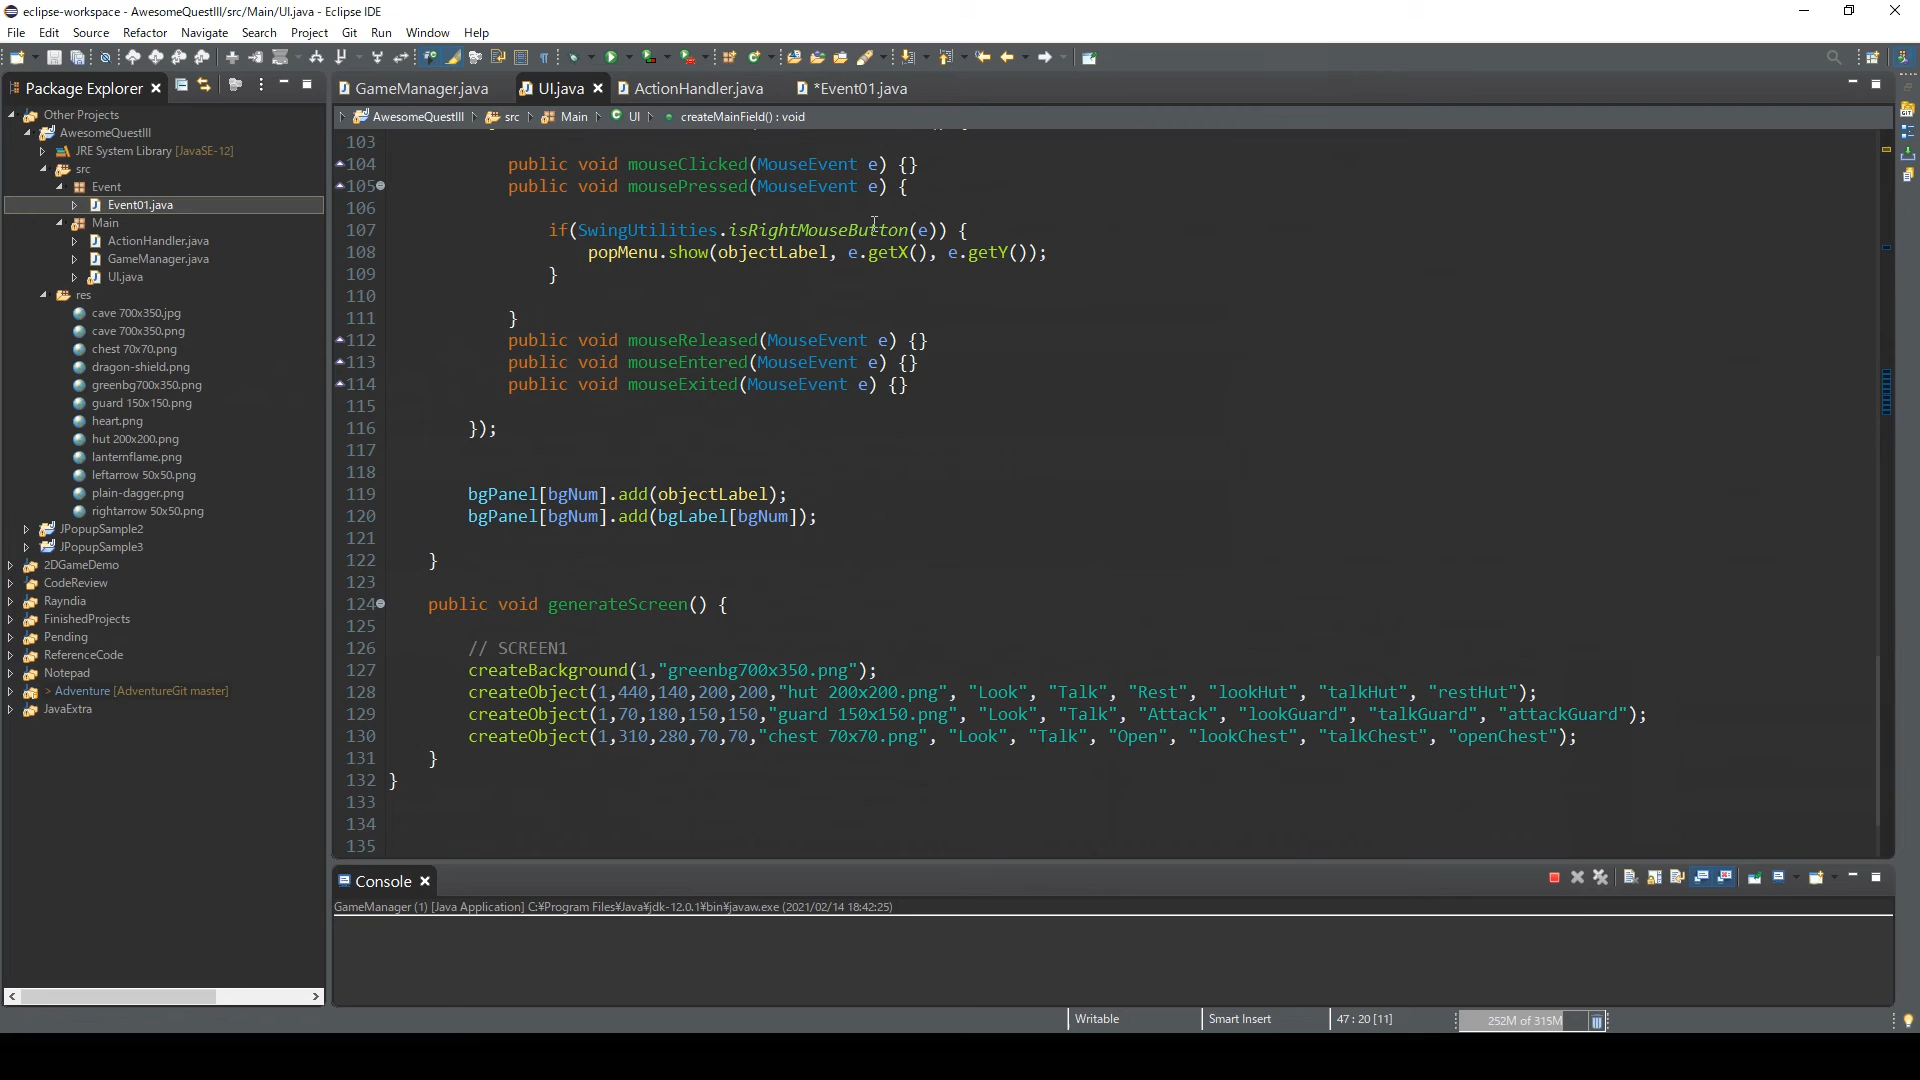 eclipse-workspace - AwesomeQuestIII/src/Main/UI.java - Eclipse IDE
File Edit Source Refactor Navigate Search Project Git Run Window Help
Package Explorer
GameManager.java UI.java ActionHandler.java *Event01.java
AwesomeQuestIII src Main UI createMainField() : void
Other Projects
AwesomeQuestIII
JRE System Library [JavaSE-12]
src
Event
Event01.java
Main
ActionHandler.java
GameManager.java
UI.java
res
cave 700x350.jpg
cave 700x350.png
chest 70x70.png
dragon-shield.png
greenbg700x350.png
guard 150x150.png
heart.png
hut 200x200.png
lanternflame.png
leftarrow 50x50.png
plain-dagger.png
rightarrow 50x50.png
JPopupSample2
JPopupSample3
2DGameDemo
CodeReview
Rayndia
FinishedProjects
Pending
ReferenceCode
Notepad
> Adventure [AdventureGit master]
JavaExtra
103
104 public void mouseClicked(MouseEvent e) {}
105 public void mousePressed(MouseEvent e) {
106
107 if(SwingUtilities.isRightMouseButton(e)) {
108 popMenu.show(objectLabel, e.getX(), e.getY());
109 }
110
111 }
112 public void mouseReleased(MouseEvent e) {}
113 public void mouseEntered(MouseEvent e) {}
114 public void mouseExited(MouseEvent e) {}
115
116 });
117
118
119 bgPanel[bgNum].add(objectLabel);
120 bgPanel[bgNum].add(bgLabel[bgNum]);
121
122 }
123
124 public void generateScreen() {
125
126 // SCREEN1
127 createBackground(1,"greenbg700x350.png");
128 createObject(1,440,140,200,200,"hut 200x200.png", "Look", "Talk", "Rest", "lookHut", "talkHut", "restHut");
129 createObject(1,70,180,150,150,"guard 150x150.png", "Look", "Talk", "Attack", "lookGuard", "talkGuard", "attackGuard");
130 createObject(1,310,280,70,70,"chest 70x70.png", "Look", "Talk", "Open", "lookChest", "talkChest", "openChest");
131 }
132 }
133
134
135
Console
GameManager (1) [Java Application] C:¥Program Files¥Java¥jdk-12.0.1¥bin¥javaw.exe (2021/02/14 18:42:25)
Writable Smart Insert 47 : 20 [11] 252M of 315M